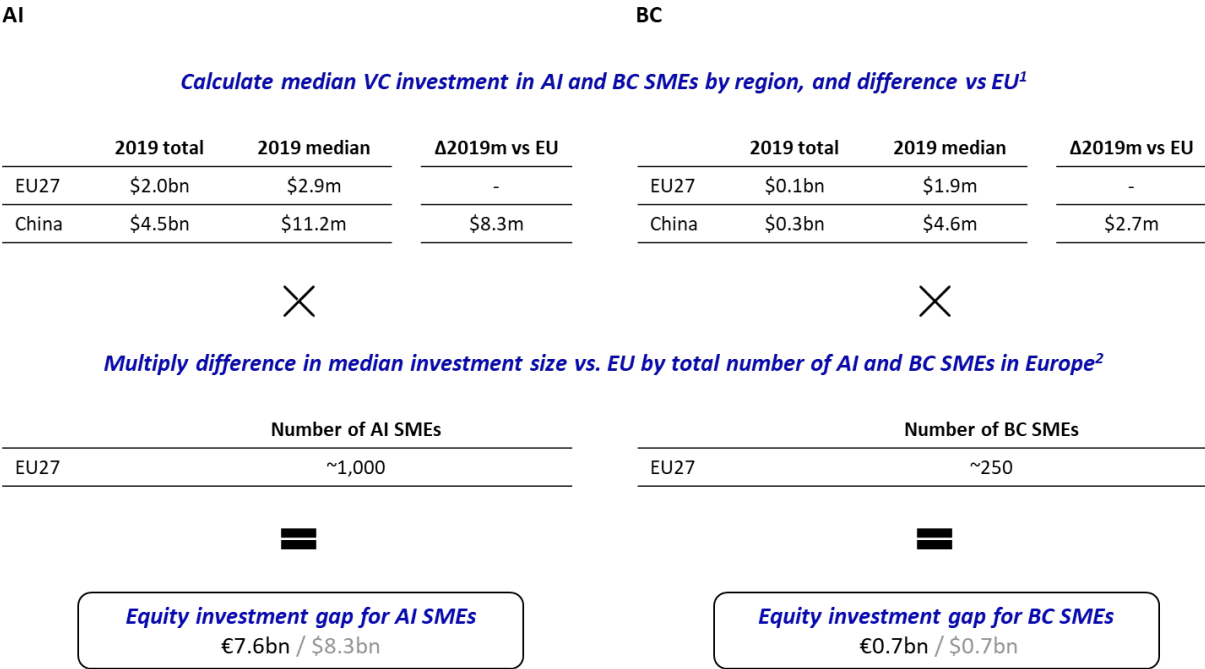 AI BC
Calculate median VC investment in AI and BC SMEs by region, and difference vs EU¹
2019 total 2019 median Δ2019m vs EU 2019 total 2019 median Δ2019m vs EU
EU27 $2.0bn $2.9m - EU27 $0.1bn $1.9m -
China $4.5bn $11.2m $8.3m China $0.3bn $4.6m $2.7m
Multiply difference in median investment size vs. EU by total number of AI and BC SMEs in Europe²
Number of AI SMEs Number of BC SMEs
EU27 ~1,000 EU27 ~250
Equity investment gap for AI SMEs Equity investment gap for BC SMEs
€7.6bn / $8.3bn €0.7bn / $0.7bn